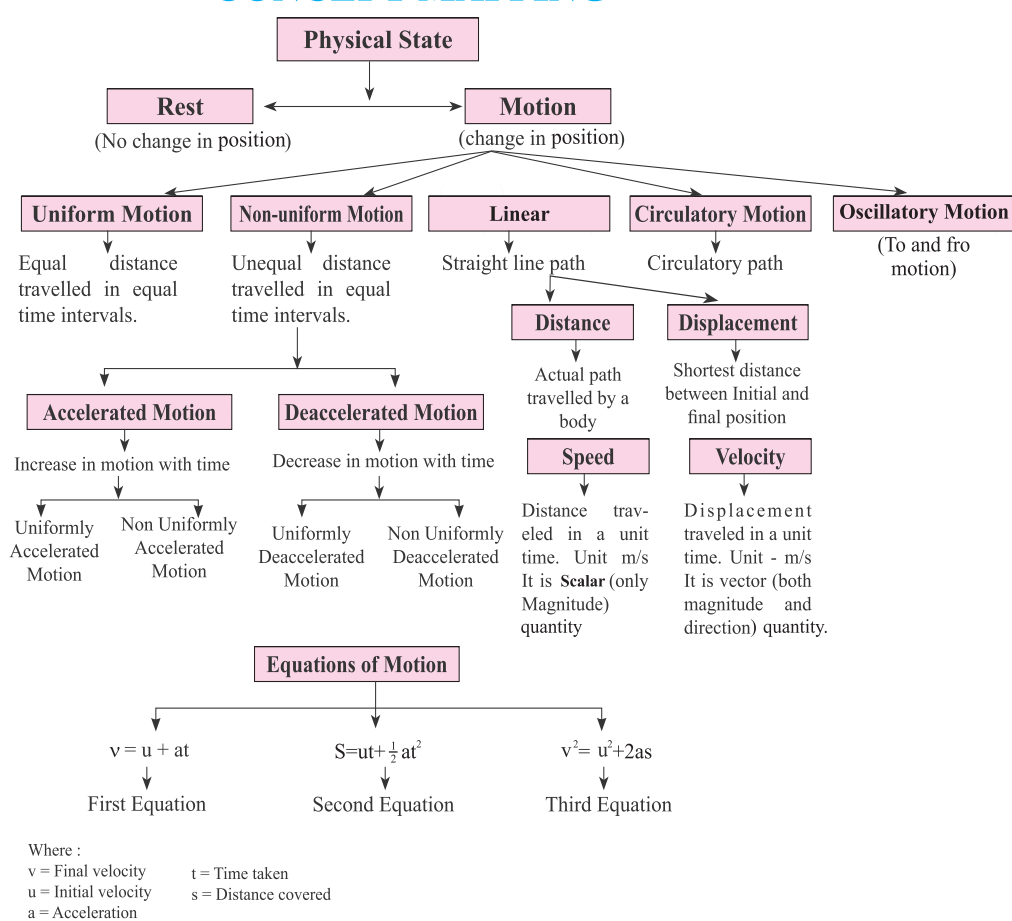 Physical State
Rest
Motion
(No change in position)
(change in position)
Uniform Motion
Non-uniform Motion
Linear
Circulatory Motion
Oscillatory Motion
Equal distance
travelled in equal
time intervals.
Unequal distance
travelled in equal
time intervals.
Straight line path
Circulatory path
(To and fro
motion)
Distance
Displacement
Actual path
travelled by a
body
Shortest distance
between Initial and
final position
Accelerated Motion
Deaccelerated Motion
Increase in motion with time
Decrease in motion with time
Uniformly
Accelerated
Motion
Non Uniformly
Accelerated
Motion
Uniformly
Deaccelerated
Motion
Non Uniformly
Deaccelerated
Motion
Speed
Velocity
Distance trav-
eled in a unit
time. Unit m/s
It is Scalar (only
Magnitude)
quantity
Displacement
traveled in a unit
time. Unit - m/s
It is vector (both
magnitude and
direction) quantity.
Equations of Motion
v = u + at
S=ut+½ at²
v²= u²+2as
First Equation
Second Equation
Third Equation
Where :
v = Final velocity
u = Initial velocity
a = Acceleration
t = Time taken
s = Distance covered